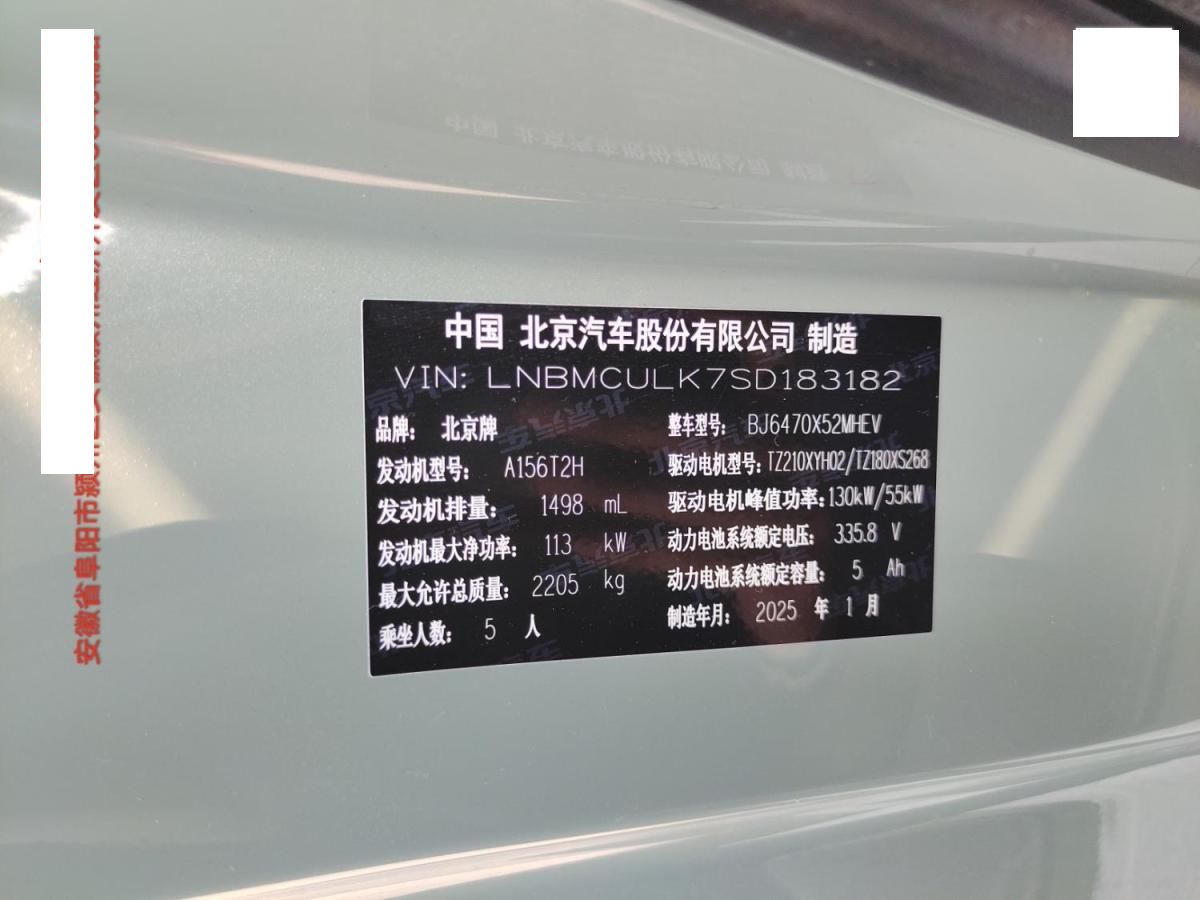 中国 北京汽车股份有限公司 制造
VIN: LNBMCULK7SD183182
品牌: 北京牌
整车型号: BJ6470X52MHEV
发动机型号: A156T2H
驱动电机型号: TZ210XYH02/TZ180XS268
发动机排量: 1498 mL
驱动电机峰值功率: 130kW/55kW
发动机最大净功率: 113 kW
动力电池系统额定电压: 335.8 V
最大允许总质量: 2205 kg
动力电池系统额定容量: 5 Ah
乘坐人数: 5 人
制造年月: 2025 年 1 月
安徽省阜阳市颍